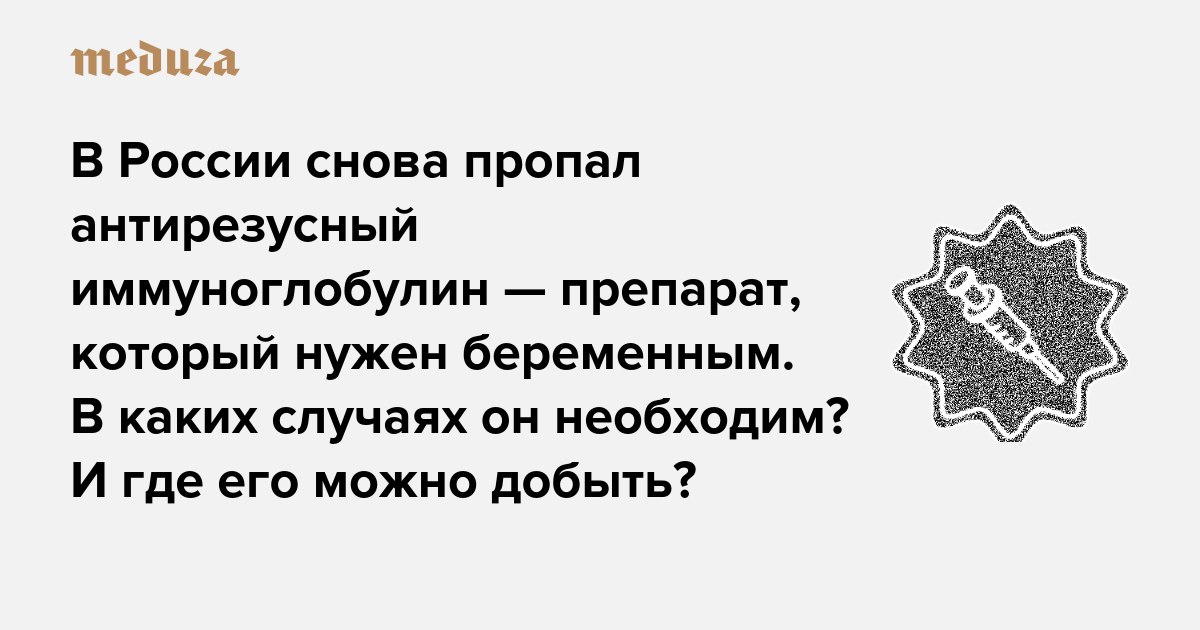 meduza
В России снова пропал
антирезусный
иммуноглобулин — препарат,
который нужен беременным.
В каких случаях он необходим?
И где его можно добыть?